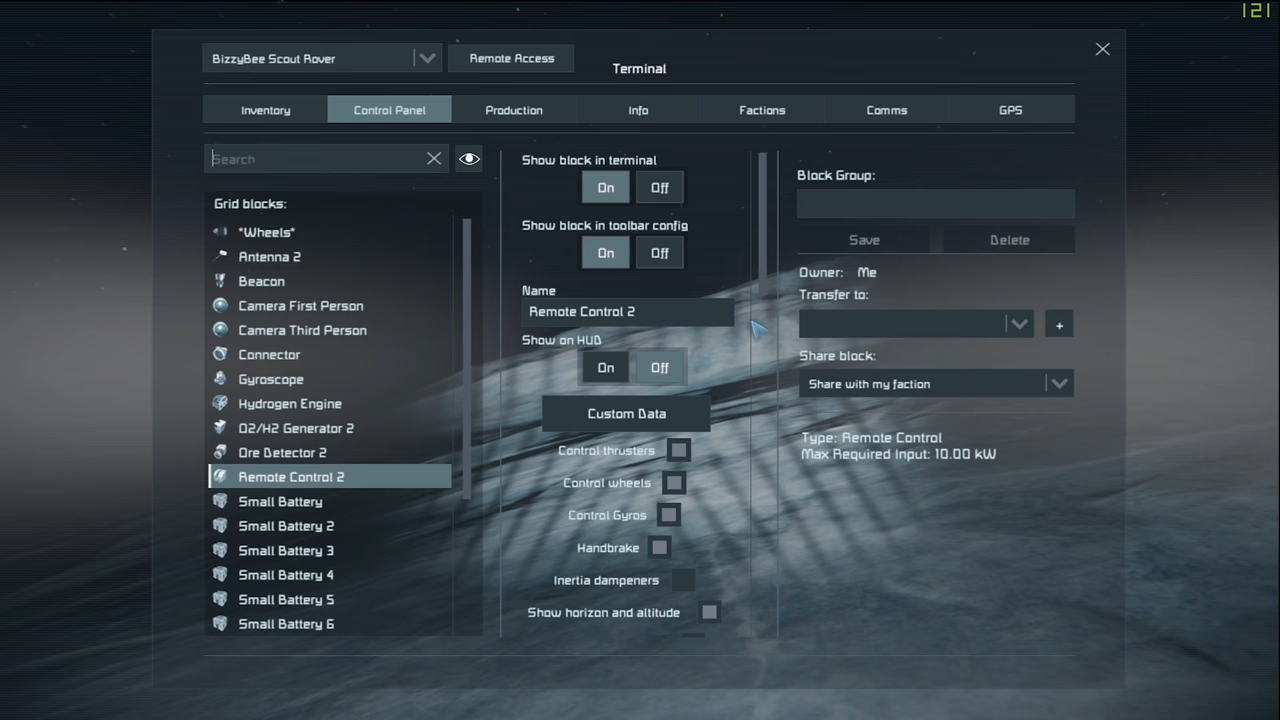 121
BizzyBee Scout Rover
Remote Access
Terminal
Inventory
Control Panel
Production
Info
Factions
Comms
GPS
Search
Grid blocks:
*Wheels*
Antenna 2
Beacon
Camera First Person
Camera Third Person
Connector
Gyroscope
Hydrogen Engine
O2/H2 Generator 2
Ore Detector 2
Remote Control 2
Small Battery
Small Battery 2
Small Battery 3
Small Battery 4
Small Battery 5
Small Battery 6
Show block in terminal
On Off
Show block in toolbar config
On Off
Name
Remote Control 2
Show on HUD
On Off
Custom Data
Control thrusters
Control wheels
Control Gyros
Handbrake
Inertia dampeners
Show horizon and altitude
Block Group:
Save Delete
Owner: Me
Transfer to:
+
Share block:
Share with my faction
Type: Remote Control
Max Required Input: 10.00 kW